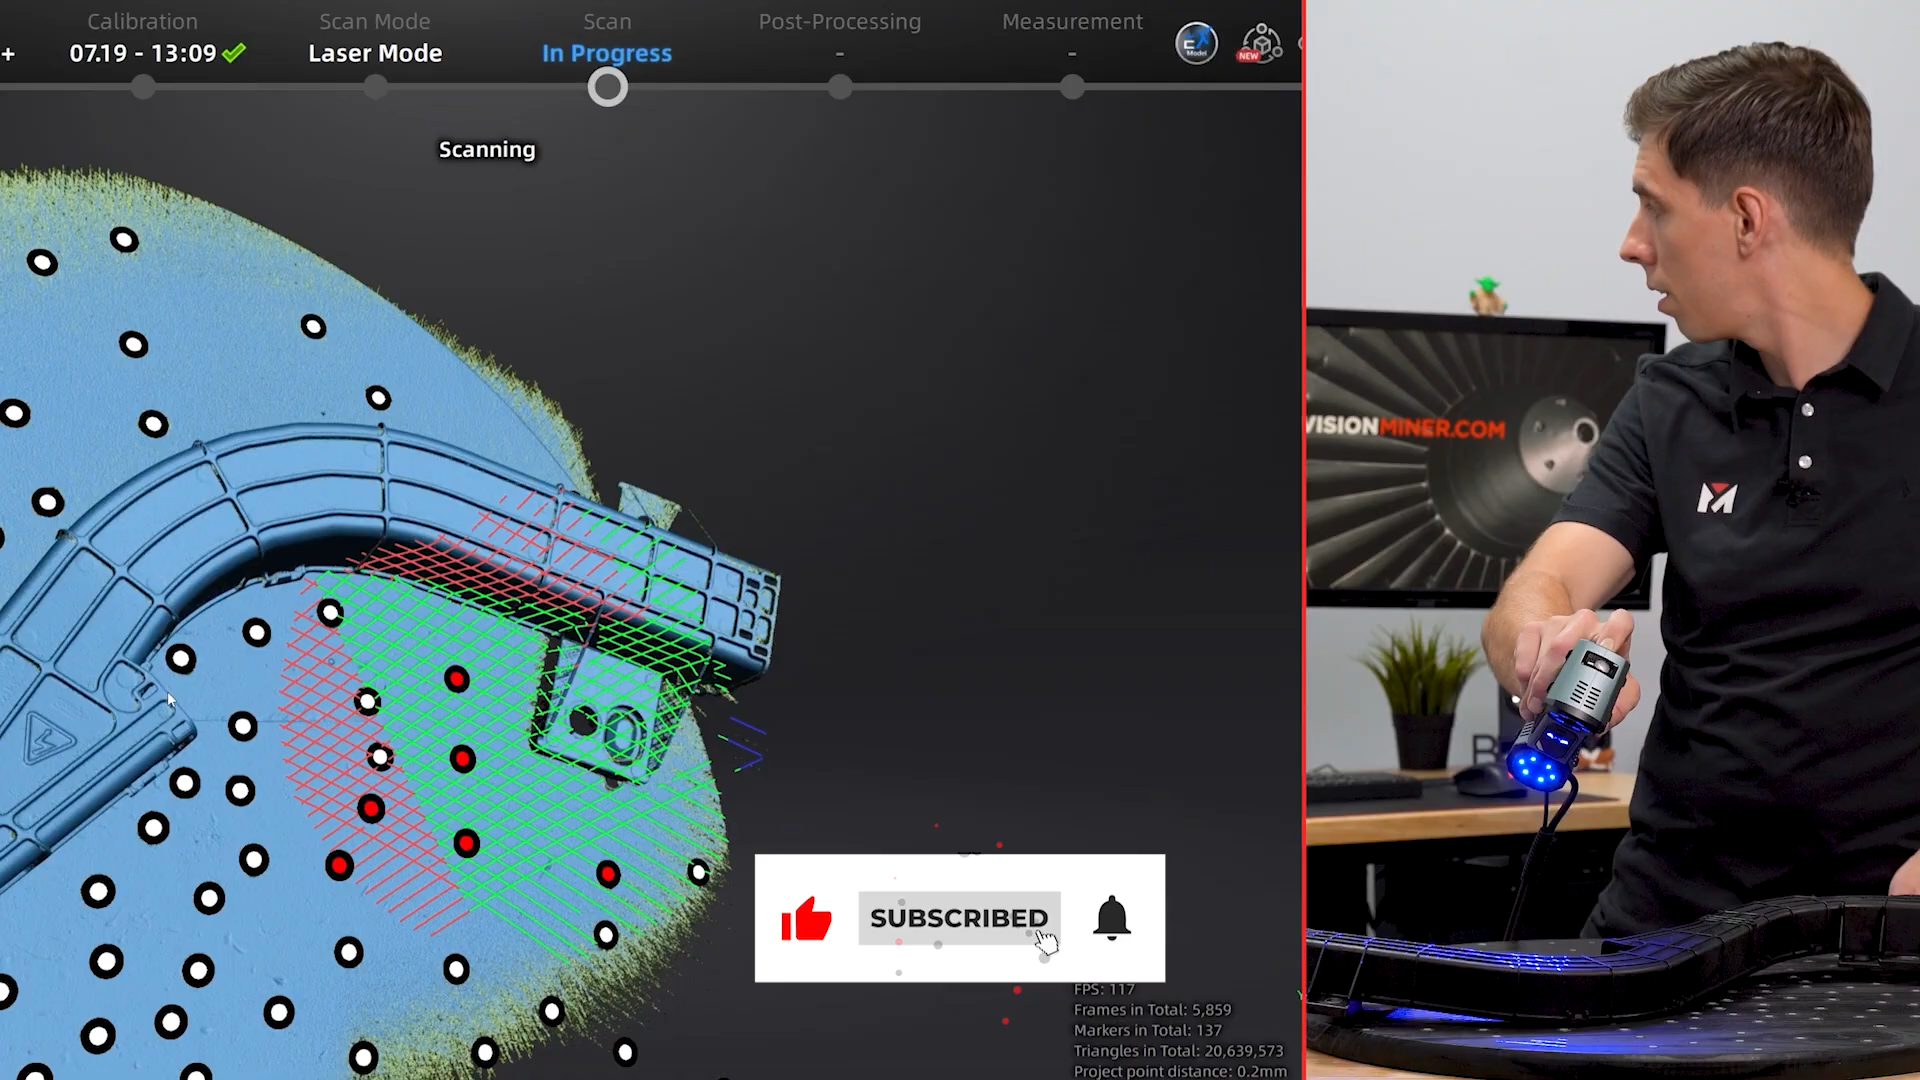 Calibration
Scan Mode
Scan
Post-Processing
Measurement
+
07.19 - 13:09
Laser Mode
In Progress
-
-
Model
NEW
Scanning
VISIONMINER.COM
SUBSCRIBED
FPS: 117
Frames in Total: 5,859
Markers in Total: 137
Triangles in Total: 20,639,573
Project point distance: 0.2mm